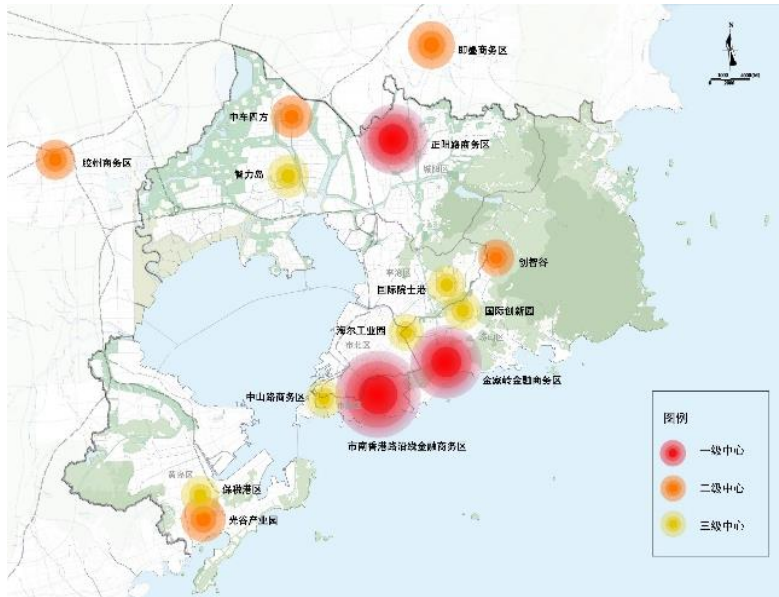 N
即墨商务区
中车四方
正阳路商务区
胶州商务区
城阳区
智力岛
创智谷
李沧区
国际院士港
国际创新园
海尔工业园
市北区
崂山区
金家岭金融商务区
中山路商务区
市南香港路沿线金融商务区
黄岛区
保税港区
光谷产业园
图例
一级中心
二级中心
三级中心